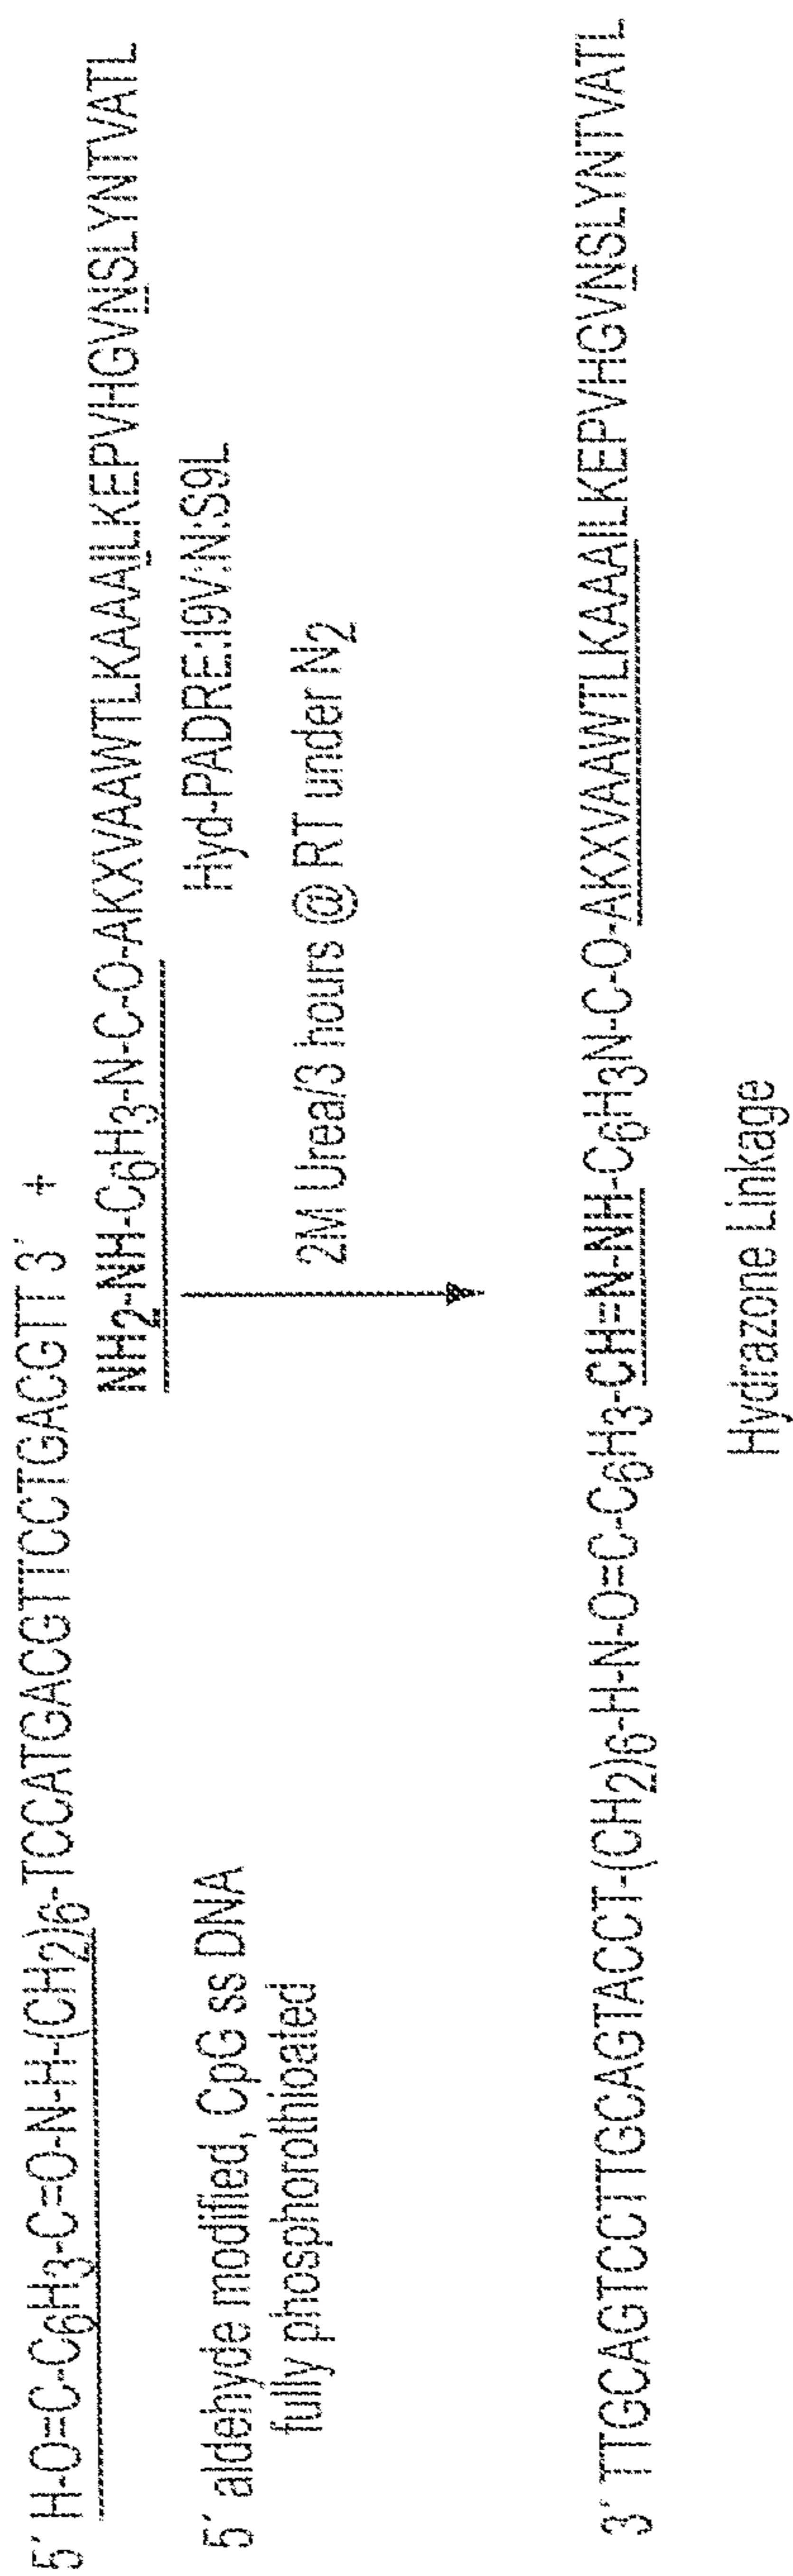 5´ H-O=C-C6H3-C=O-N-H-(CH2)6-TCCATGACGTTCCTGACGTT 3´ +
NH2-NH-C6H3-N-C-O-AKXVAAWTLKAAAILKEPVHGVNSLYNTVATL
5´ aldehyde modified, CpG ss DNA
fully phosphorothioated
Hyd-PADRE:I9V:N:S9L
2M Urea/3 hours @ RT under N2
3´ TTGCAGTCCTTGCAGTACCT-(CH2)6-H-N-O=C-C6H3-CH=N-NH-C6H3N-C-O-AKXVAAWTLKAAAILKEPVHGVNSLYNTVATL
Hydrazone Linkage